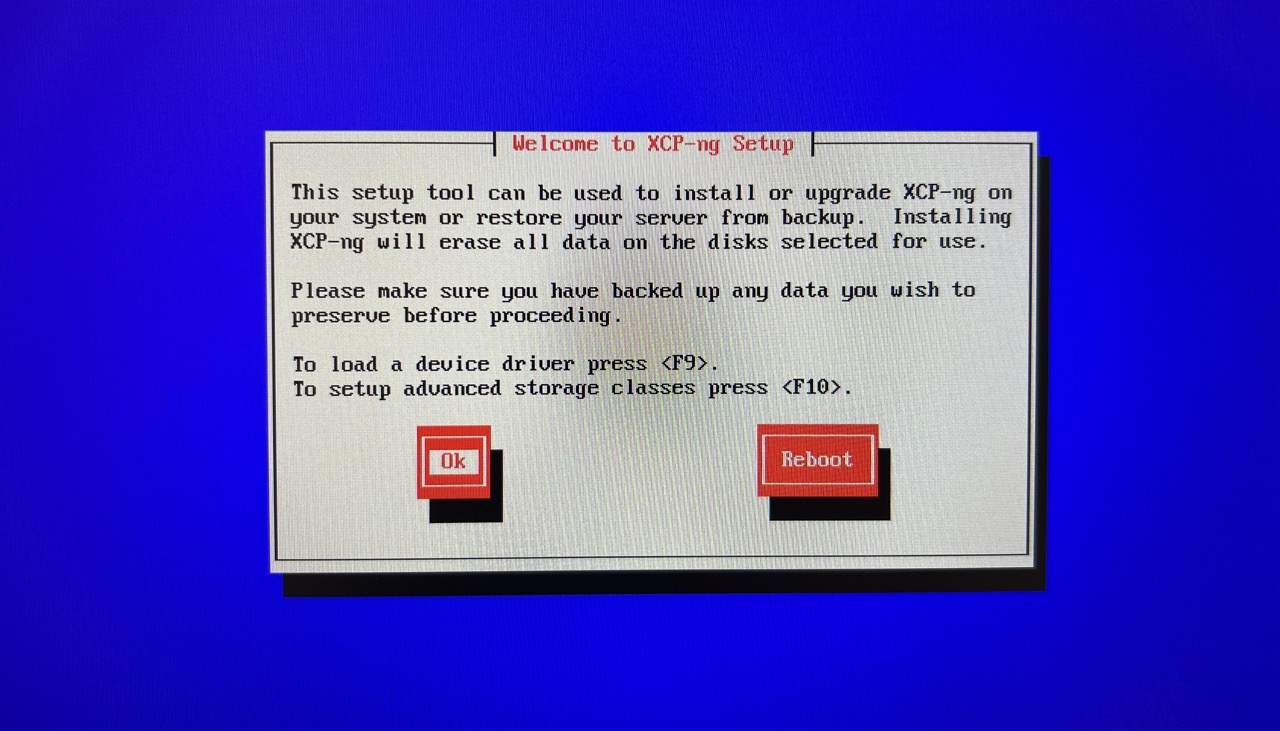 Welcome to XCP-ng Setup
This setup tool can be used to install or upgrade XCP-ng on
your system or restore your server from backup.  Installing
XCP-ng will erase all data on the disks selected for use.
Please make sure you have backed up any data you wish to
preserve before proceeding.
To load a device driver press <F9>.
To setup advanced storage classes press <F10>.
Ok
Reboot